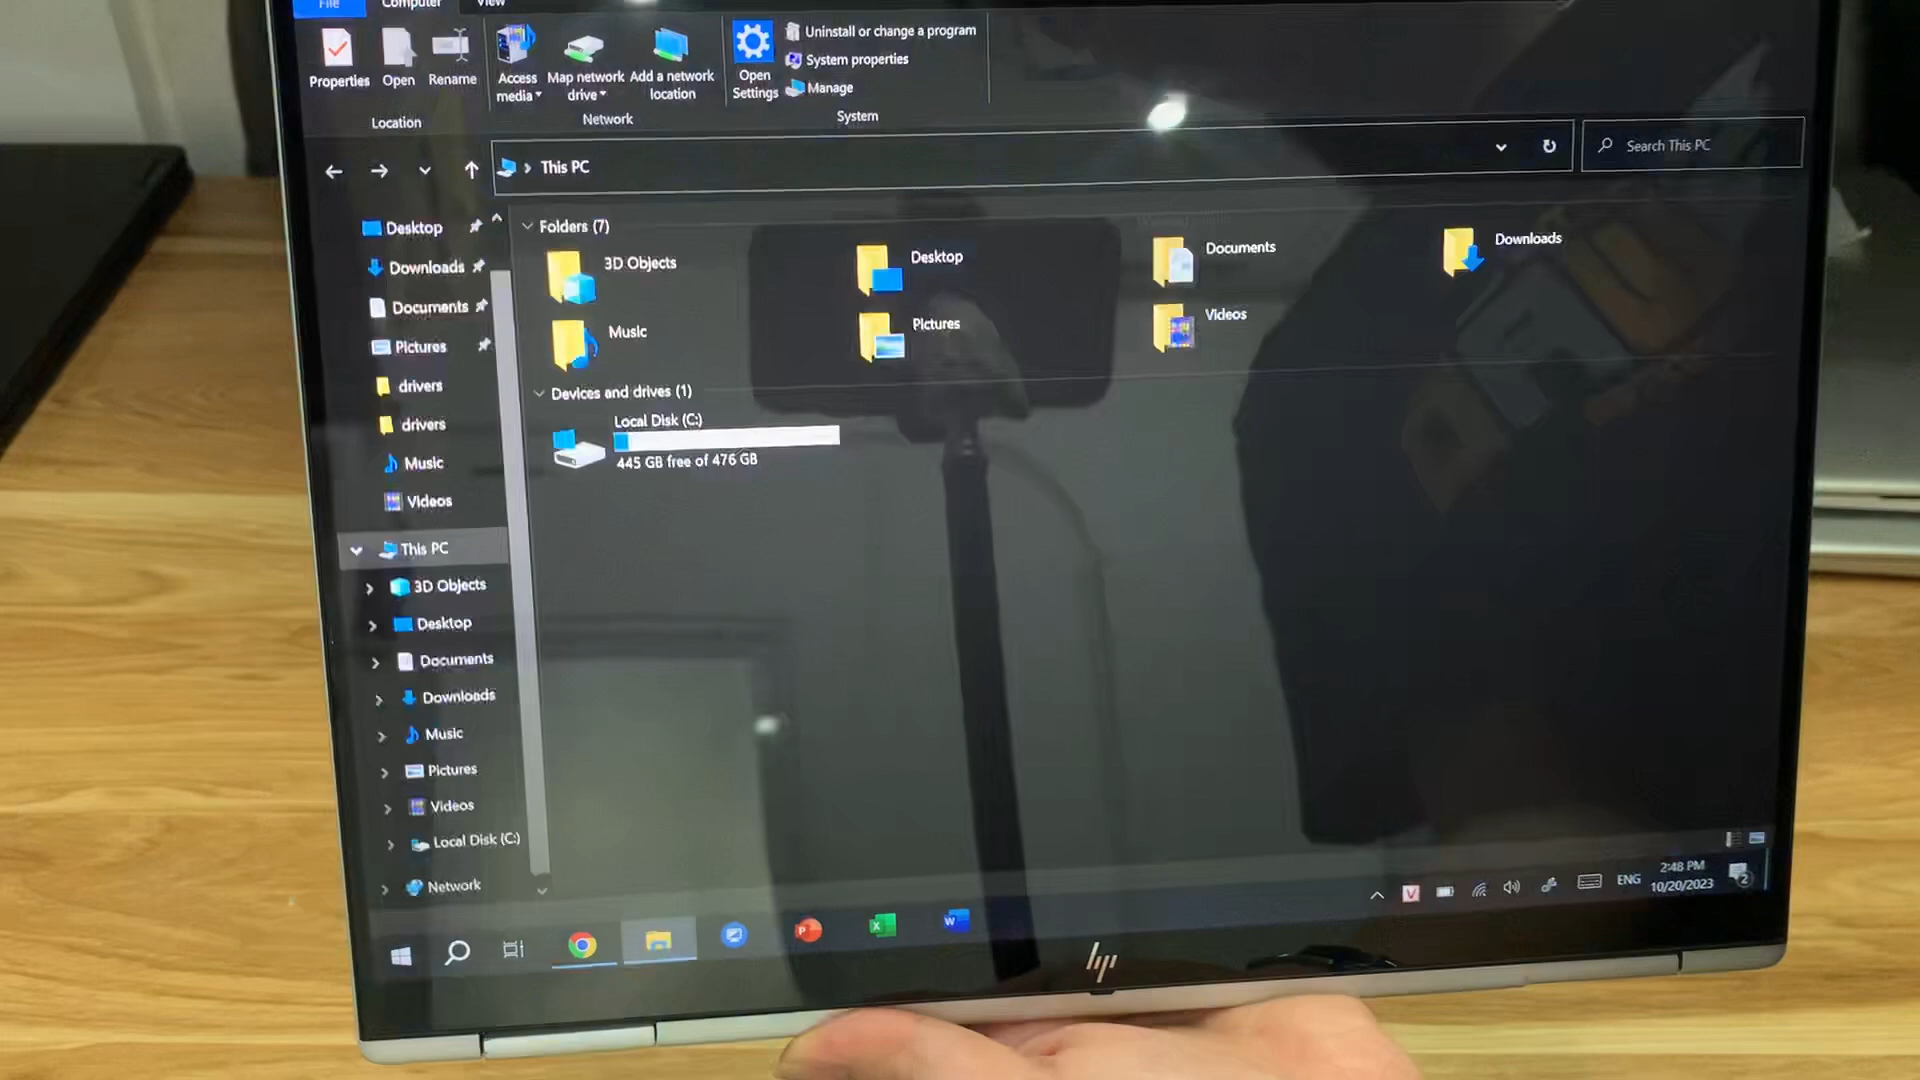 File Computer View
Properties
Open
Rename
Access media
Map network drive
Add a network location
Open Settings
Uninstall or change a program
System properties
Manage
Location
Network
System
This PC
Search This PC
Desktop
Downloads
Documents
Pictures
drivers
drivers
Music
Videos
This PC
3D Objects
Desktop
Documents
Downloads
Music
Pictures
Videos
Local Disk (C:)
Network
Folders (7)
3D Objects
Desktop
Documents
Downloads
Music
Pictures
Videos
Devices and drives (1)
Local Disk (C:)
445 GB free of 476 GB
P
X
W
V
ENG
2:48 PM
10/20/2023
2
hp